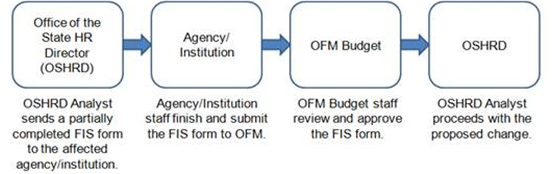 Office of the
State HR
Director
(OSHRD)
Agency/
Institution
OFM Budget
OSHRD
OSHRD Analyst
sends a partially
completed FIS form
to the affected
agency/institution.
Agency/Institution
staff finish and submit
the FIS form to OFM.
OFM Budget staff
review and approve
the FIS form.
OSHRD Analyst
proceeds with the
proposed change.